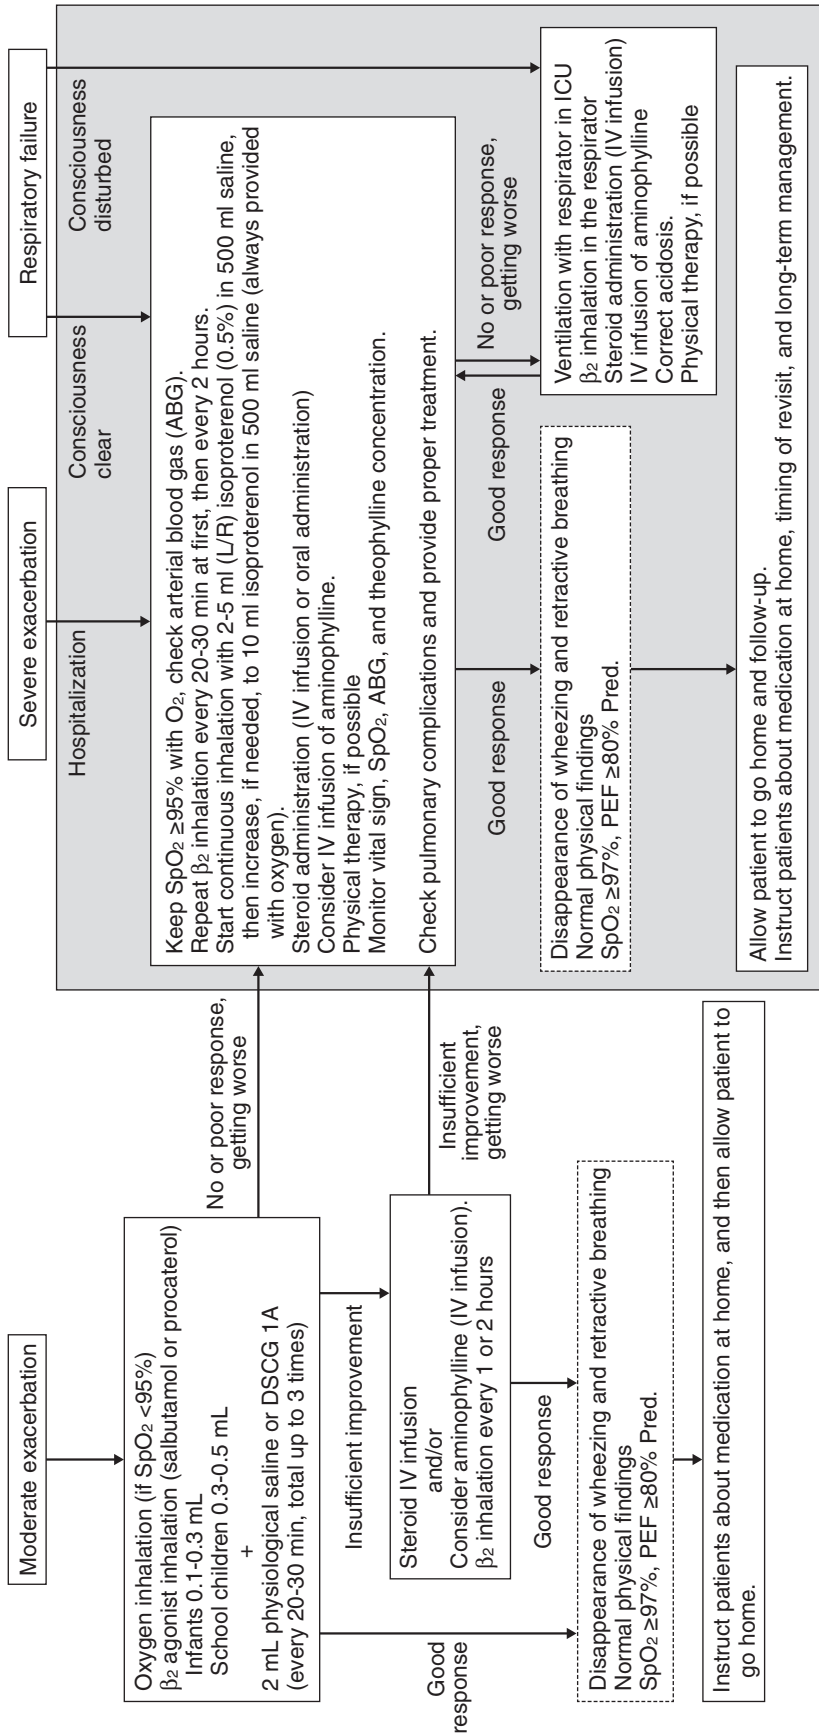 Moderate exacerbation
Oxygen inhalation (if SpO₂ <95%)
β₂ agonist inhalation (salbutamol or procaterol)
Infants 0.1-0.3 mL
School children 0.3-0.5 mL
+
2 mL physiological saline or DSCG 1A
(every 20-30 min, total up to 3 times)
No or poor response,
getting worse
Insufficient improvement
Good
response
Steroid IV infusion
and/or
Consider aminophylline (IV infusion).
β₂ inhalation every 1 or 2 hours
Insufficient
improvement,
getting worse
Good response
Disappearance of wheezing and retractive breathing
Normal physical findings
SpO₂ ≥97%, PEF ≥80% Pred.
Instruct patients about medication at home, and then allow patient to
go home.
Severe exacerbation
Hospitalization
Respiratory failure
Consciousness
clear
Consciousness
disturbed
Keep SpO₂ ≥95% with O₂, check arterial blood gas (ABG).
Repeat β₂ inhalation every 20-30 min at first, then every 2 hours.
Start continuous inhalation with 2-5 ml (L/R) isoproterenol (0.5%) in 500 ml saline,
then increase, if needed, to 10 ml isoproterenol in 500 ml saline (always provided
with oxygen).
Steroid administration (IV infusion or oral administration)
Consider IV infusion of aminophylline.
Physical therapy, if possible
Monitor vital sign, SpO₂, ABG, and theophylline concentration.
Check pulmonary complications and provide proper treatment.
Good response
Good response
No or poor response,
getting worse
Disappearance of wheezing and retractive breathing
Normal physical findings
SpO₂ ≥97%, PEF ≥80% Pred.
Ventilation with respirator in ICU
β₂ inhalation in the respirator
Steroid administration (IV infusion)
IV infusion of aminophylline
Correct acidosis.
Physical therapy, if possible
Allow patient to go home and follow-up.
Instruct patients about medication at home, timing of revisit, and long-term management.